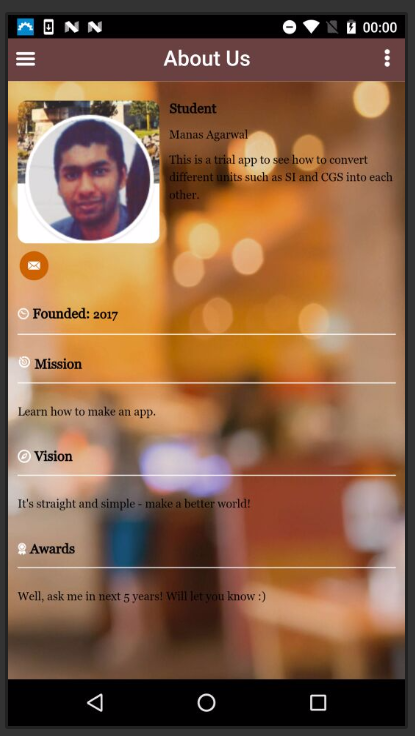 00:00
About Us
Student
Manas Agarwal
This is a trial app to see how to convert
different units such as SI and CGS into each
other.
Founded: 2017
Mission
Learn how to make an app.
Vision
It's straight and simple - make a better world!
Awards
Well, ask me in next 5 years! Will let you know :)